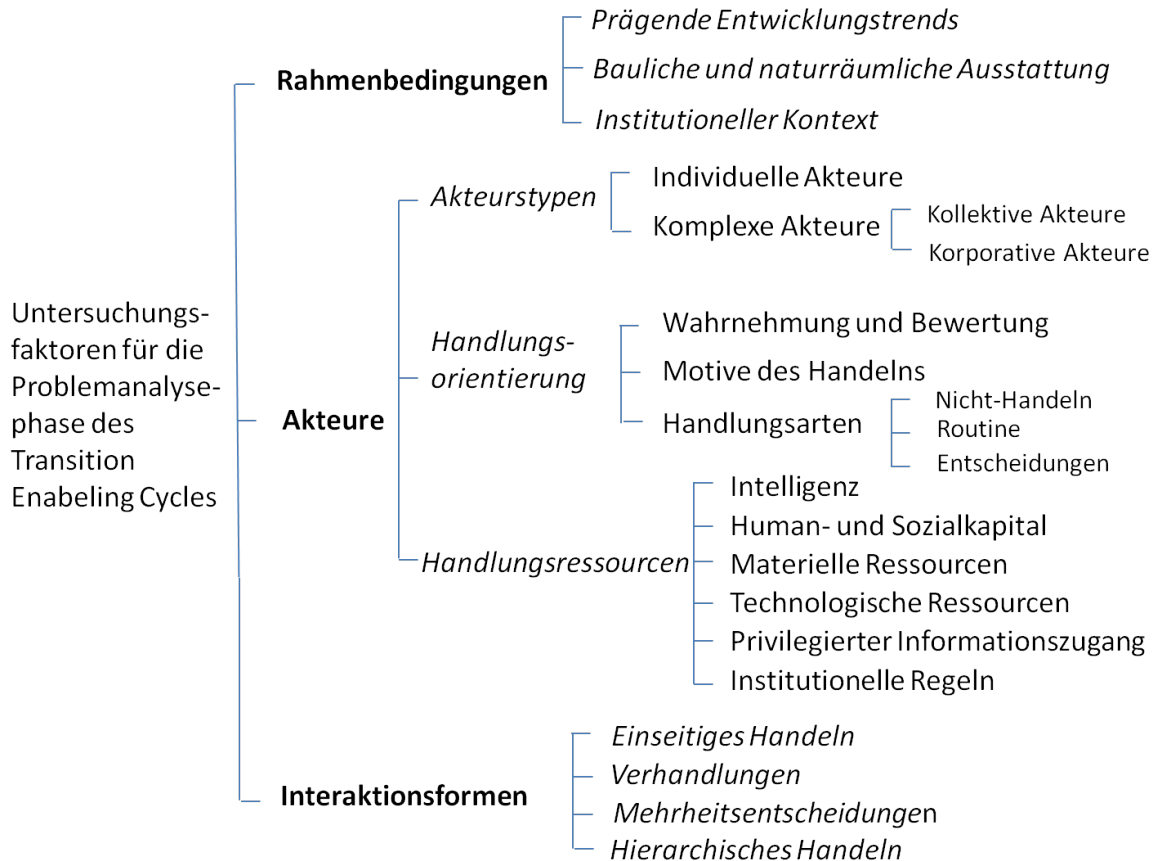 Untersuchungs-
faktoren für die
Problemanalyse-
phase des
Transition
Enabeling Cycles
Rahmenbedingungen
Prägende Entwicklungstrends
Bauliche und naturräumliche Ausstattung
Institutioneller Kontext
Akteure
Akteurstypen
Individuelle Akteure
Komplexe Akteure
Kollektive Akteure
Korporative Akteure
Handlungs-
orientierung
Wahrnehmung und Bewertung
Motive des Handelns
Handlungsarten
Nicht-Handeln
Routine
Entscheidungen
Handlungsressourcen
Intelligenz
Human- und Sozialkapital
Materielle Ressourcen
Technologische Ressourcen
Privilegierter Informationszugang
Institutionelle Regeln
Interaktionsformen
Einseitiges Handeln
Verhandlungen
Mehrheitsentscheidungen
Hierarchisches Handeln